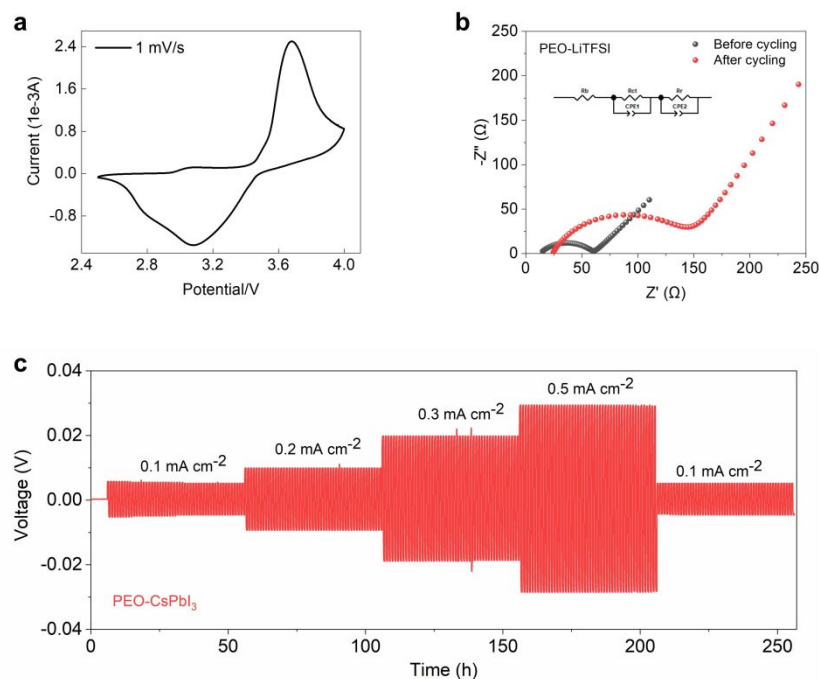 a
1 mV/s
Current (1e-3A)
2.4
1.6
0.8
0.0
-0.8
2.4 2.8 3.2 3.6 4.0
Potential/V
b
PEO-LiTFSI
Before cycling
After cycling
Rb Rct Rr
CPE1 CPE2
-Z'' (Ω)
250
200
150
100
50
0
0 50 100 150 200 250
Z' (Ω)
c
Voltage (V)
0.04
0.02
0.00
-0.02
-0.04
0.1 mA cm⁻²
0.2 mA cm⁻²
0.3 mA cm⁻²
0.5 mA cm⁻²
0.1 mA cm⁻²
PEO-CsPbI₃
0 50 100 150 200 250
Time (h)